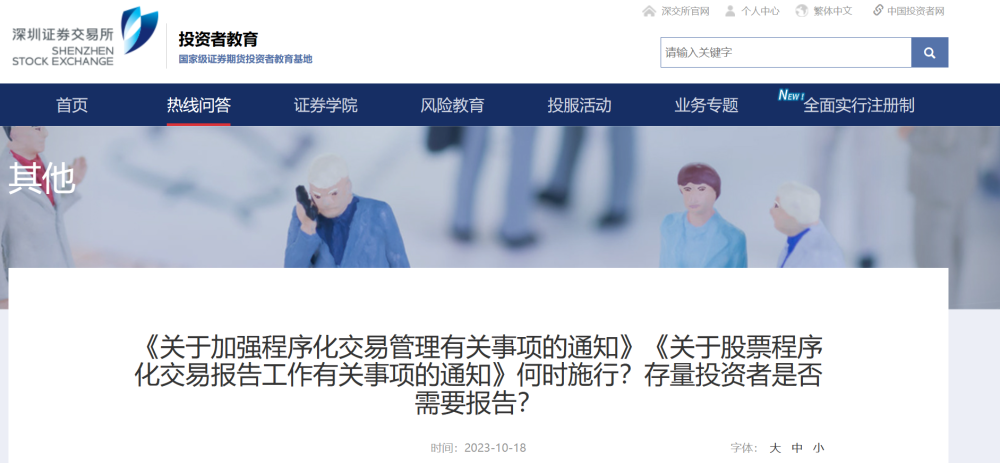 深交所官网 个人中心 繁体中文 中国投资者网
深圳证券交易所
SHENZHEN
STOCK EXCHANGE
投资者教育
国家级证券期货投资者教育基地
请输入关键字
首页 热线问答 证券学院 风险教育 投服活动 业务专题 NEW! 全面实行注册制
其他
《关于加强程序化交易管理有关事项的通知》《关于股票程序
化交易报告工作有关事项的通知》何时施行？存量投资者是否
需要报告？
时间：2023-10-18 字体： 大 中 小